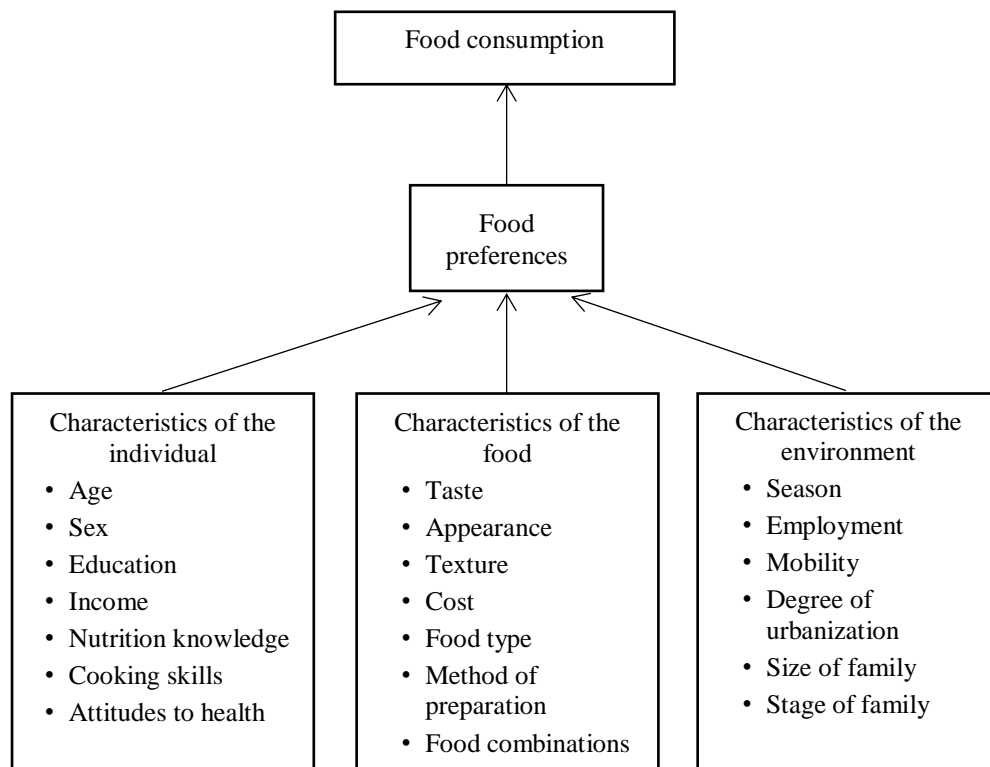 Food consumption
Food
preferences
Characteristics of the
individual
• Age
• Sex
• Education
• Income
• Nutrition knowledge
• Cooking skills
• Attitudes to health
Characteristics of the
food
• Taste
• Appearance
• Texture
• Cost
• Food type
• Method of
preparation
• Food combinations
Characteristics of the
environment
• Season
• Employment
• Mobility
• Degree of
urbanization
• Size of family
• Stage of family